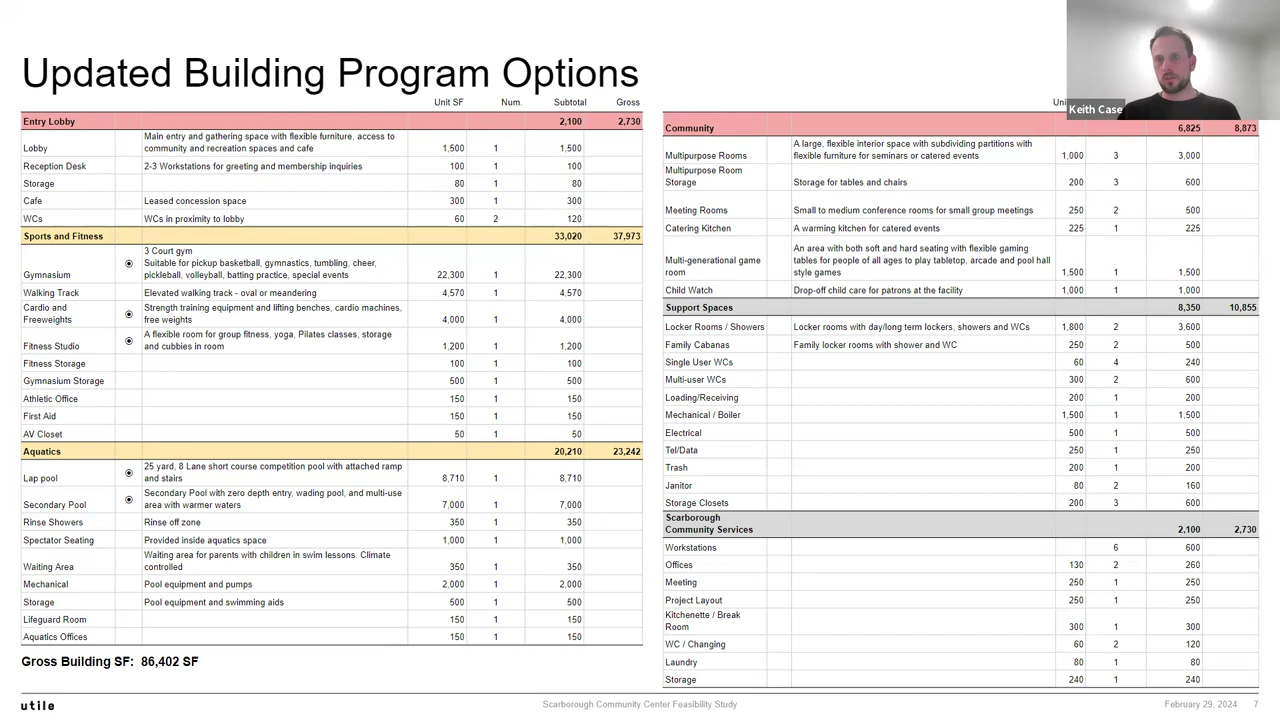 Updated Building Program Options
Unit SF Num. Subtotal Gross
Entry Lobby 2,100 2,730
Lobby Main entry and gathering space with flexible furniture, access to community and recreation spaces and cafe 1,500 1 1,500
Reception Desk 2-3 Workstations for greeting and membership inquiries 100 1 100
Storage 80 1 80
Cafe Leased concession space 300 1 300
WCs WCs in proximity to lobby 60 2 120
Sports and Fitness 33,020 37,973
Gymnasium 3 Court gym Suitable for pickup basketball, gymnastics, tumbling, cheer, pickleball, volleyball, batting practice, special events 22,300 1 22,300
Walking Track Elevated walking track - oval or meandering 4,570 1 4,570
Cardio and Freeweights Strength training equipment and lifting benches, cardio machines, free weights 4,000 1 4,000
Fitness Studio A flexible room for group fitness, yoga, Pilates classes, storage and cubbies in room 1,200 1 1,200
Fitness Storage 100 1 100
Gymnasium Storage 500 1 500
Athletic Office 150 1 150
First Aid 150 1 150
AV Closet 50 1 50
Aquatics 20,210 23,242
Lap pool 25 yard, 8 Lane short course competition pool with attached ramp and stairs 8,710 1 8,710
Secondary Pool Secondary Pool with zero depth entry, wading pool, and multi-use area with warmer waters 7,000 1 7,000
Rinse Showers Rinse off zone 350 1 350
Spectator Seating Provided inside aquatics space 1,000 1 1,000
Waiting Area Waiting area for parents with children in swim lessons. Climate controlled 350 1 350
Mechanical Pool equipment and pumps 2,000 1 2,000
Storage Pool equipment and swimming aids 500 1 500
Lifeguard Room 150 1 150
Aquatics Offices 150 1 150
Gross Building SF: 86,402 SF
Keith Case
Community 6,825 8,873
Multipurpose Rooms A large, flexible interior space with subdividing partitions with flexible furniture for seminars or catered events 1,000 3 3,000
Multipurpose Room Storage Storage for tables and chairs 200 3 600
Meeting Rooms Small to medium conference rooms for small group meetings 250 2 500
Catering Kitchen A warming kitchen for catered events 225 1 225
Multi-generational game room An area with both soft and hard seating with flexible gaming tables for people of all ages to play tabletop, arcade and pool hall style games 1,500 1 1,500
Child Watch Drop-off child care for patrons at the facility 1,000 1 1,000
Support Spaces 8,350 10,855
Locker Rooms / Showers Locker rooms with day/long term lockers, showers and WCs 1,800 2 3,600
Family Cabanas Family locker rooms with shower and WC 250 2 500
Single User WCs 60 4 240
Multi-user WCs 300 2 600
Loading/Receiving 200 1 200
Mechanical / Boiler 1,500 1 1,500
Electrical 500 1 500
Tel/Data 250 1 250
Trash 200 1 200
Janitor 80 2 160
Storage Closets 200 3 600
Scarborough Community Services 2,100 2,730
Workstations 6 600
Offices 130 2 260
Meeting 250 1 250
Project Layout 250 1 250
Kitchenette / Break Room 300 1 300
WC / Changing 60 2 120
Laundry 80 1 80
Storage 240 1 240
utile
Scarborough Community Center Feasibility Study
February 29, 2024 7